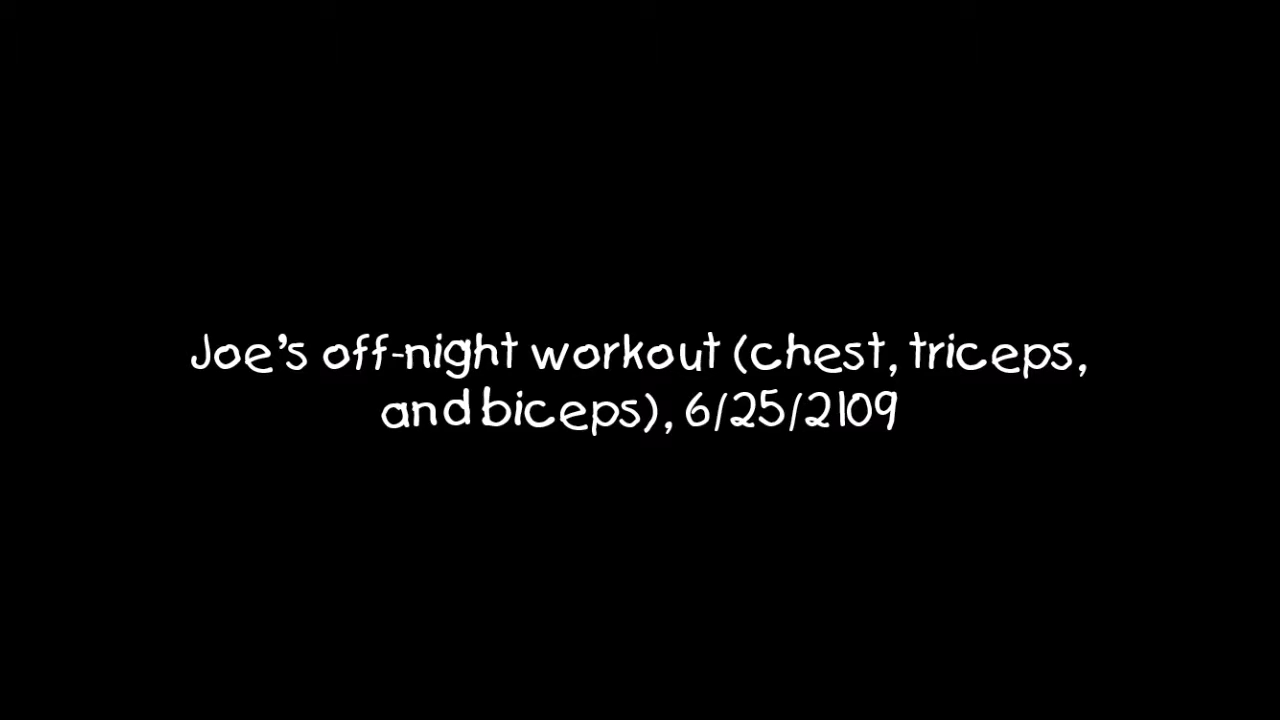 Joe's off-night workout (chest, triceps,
and biceps), 6/25/2109